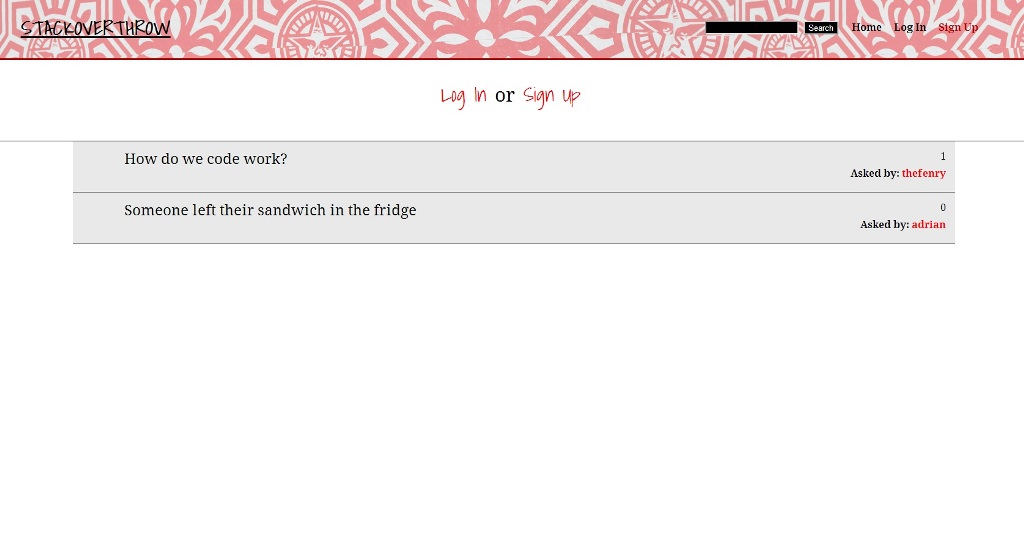 STACKOVERTHROW
Search Home Log In Sign Up
Log In or Sign Up
How do we code work?
1
Asked by: thefenry
Someone left their sandwich in the fridge
0
Asked by: adrian